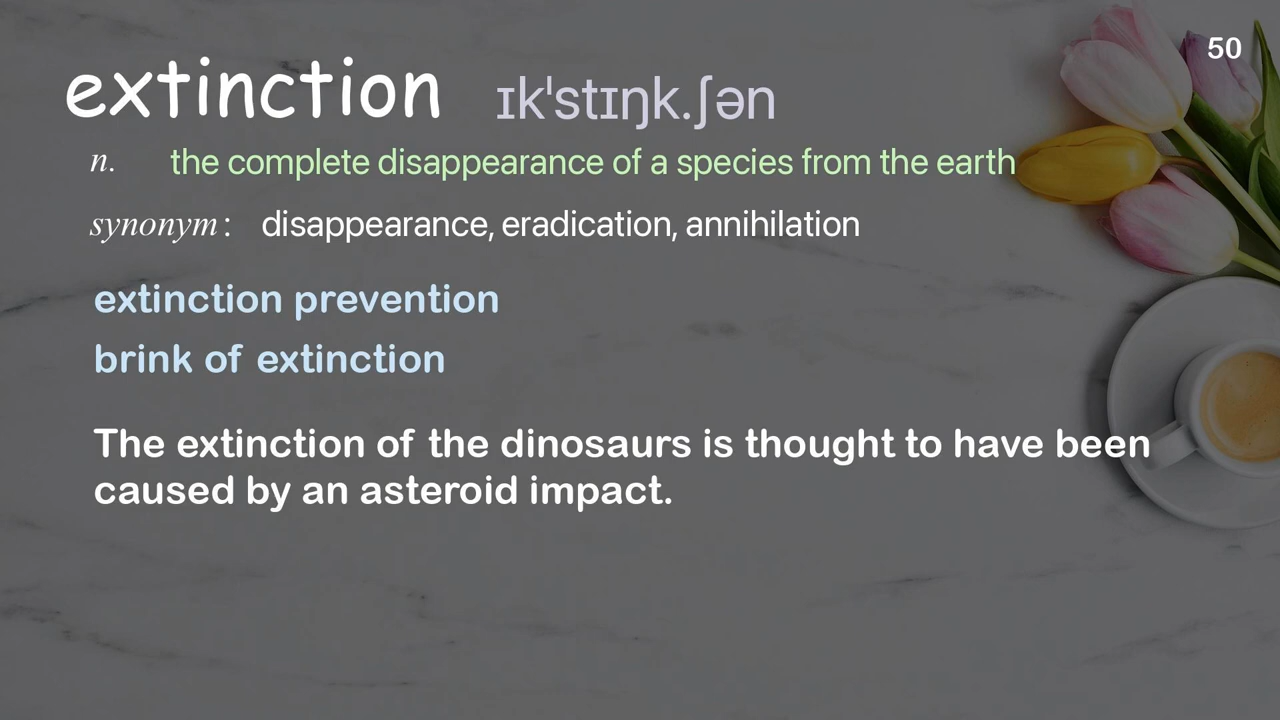 50
extinction ɪkˈstɪŋk.ʃən
n. the complete disappearance of a species from the earth
synonym: disappearance, eradication, annihilation
extinction prevention
brink of extinction
The extinction of the dinosaurs is thought to have been
caused by an asteroid impact.